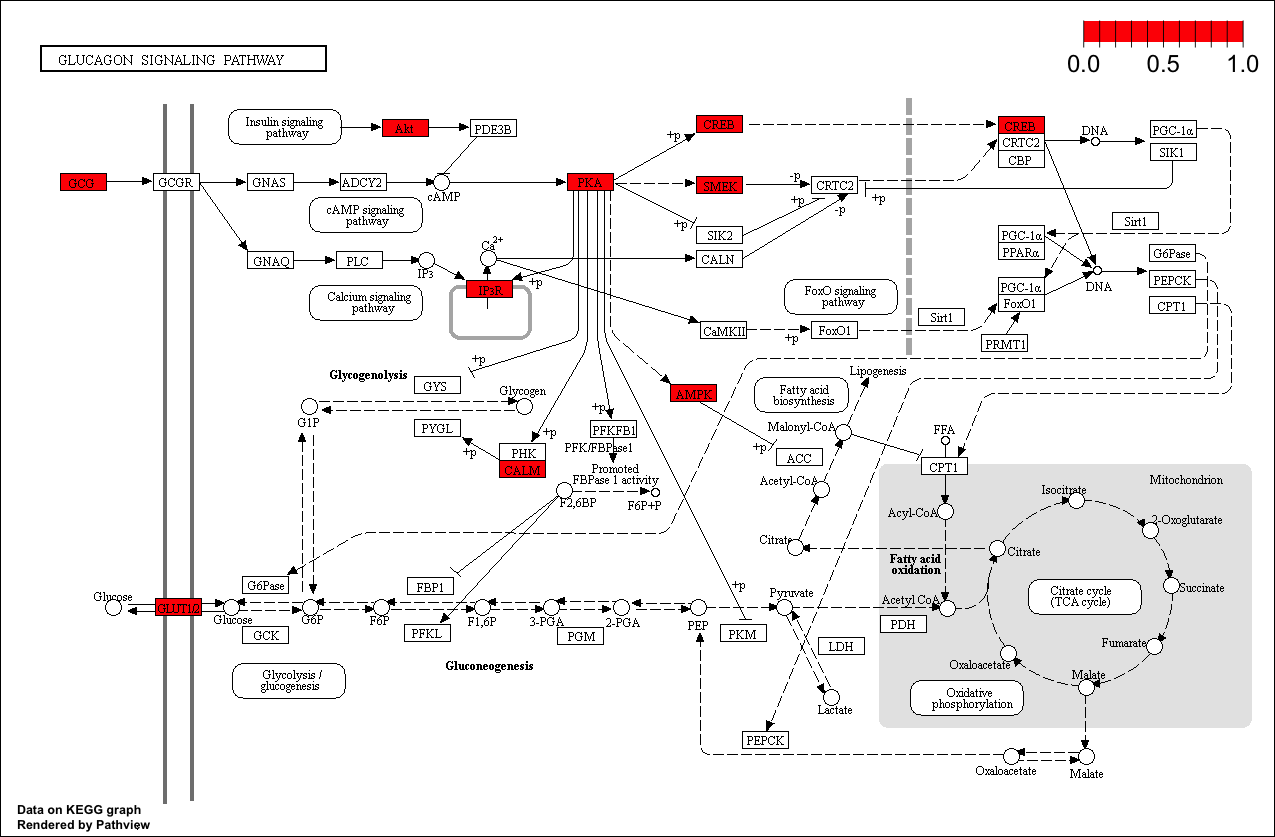 0.0 0.5 1.0
GLUCAGON SIGNALING PATHWAY
Insulin signaling
pathway
Akt
PDE3B
+p
CREB
CREB
CRTC2
CBP
DNA
PGC-1α
SIK1
GCG
GCGR
GNAS
ADCY2
cAMP
PKA
SMEK
-p
CRTC2
+p
-p
+p
cAMP signaling
pathway
+p
SIK2
CALN
Sirt1
PGC-1α
PPARα
G6Pase
GNAQ
PLC
IP3
Ca2+
IP3R
+p
DNA
PEPCK
Calcium signaling
pathway
FoxO signaling
pathway
PGC-1α
FoxO1
CPT1
CaMKII
+p
FoxO1
Sirt1
PRMT1
+p
Glycogenolysis
GYS
Glycogen
AMPK
Lipogenesis
Fatty acid
biosynthesis
G1P
PYGL
+p
+p
PHK
CALM
+p
PFKFB1
PFK/FBPase1
Malonyl-CoA
FFA
+p
ACC
CPT1
Promoted
FBPase 1 activity
F2,6BP
F6P+P
Acetyl-CoA
Mitochondrion
Isocitrate
Acyl-CoA
2-Oxoglutarate
Citrate
Citrate
Fatty acid
oxidation
G6Pase
FBP1
+p
Citrate cycle
(TCA cycle)
Succinate
Glucose
GLUT1,2
Glucose
G6P
F6P
F1,6P
3-PGA
2-PGA
PEP
Pyruvate
Acetyl CoA
GCK
PFKL
PGM
PKM
PDH
LDH
Fumarate
Gluconeogenesis
Oxaloacetate
Malate
Glycolysis /
glucogenesis
Oxidative
phosphorylation
Lactate
PEPCK
Oxaloacetate
Malate
Data on KEGG graph
Rendered by Pathview